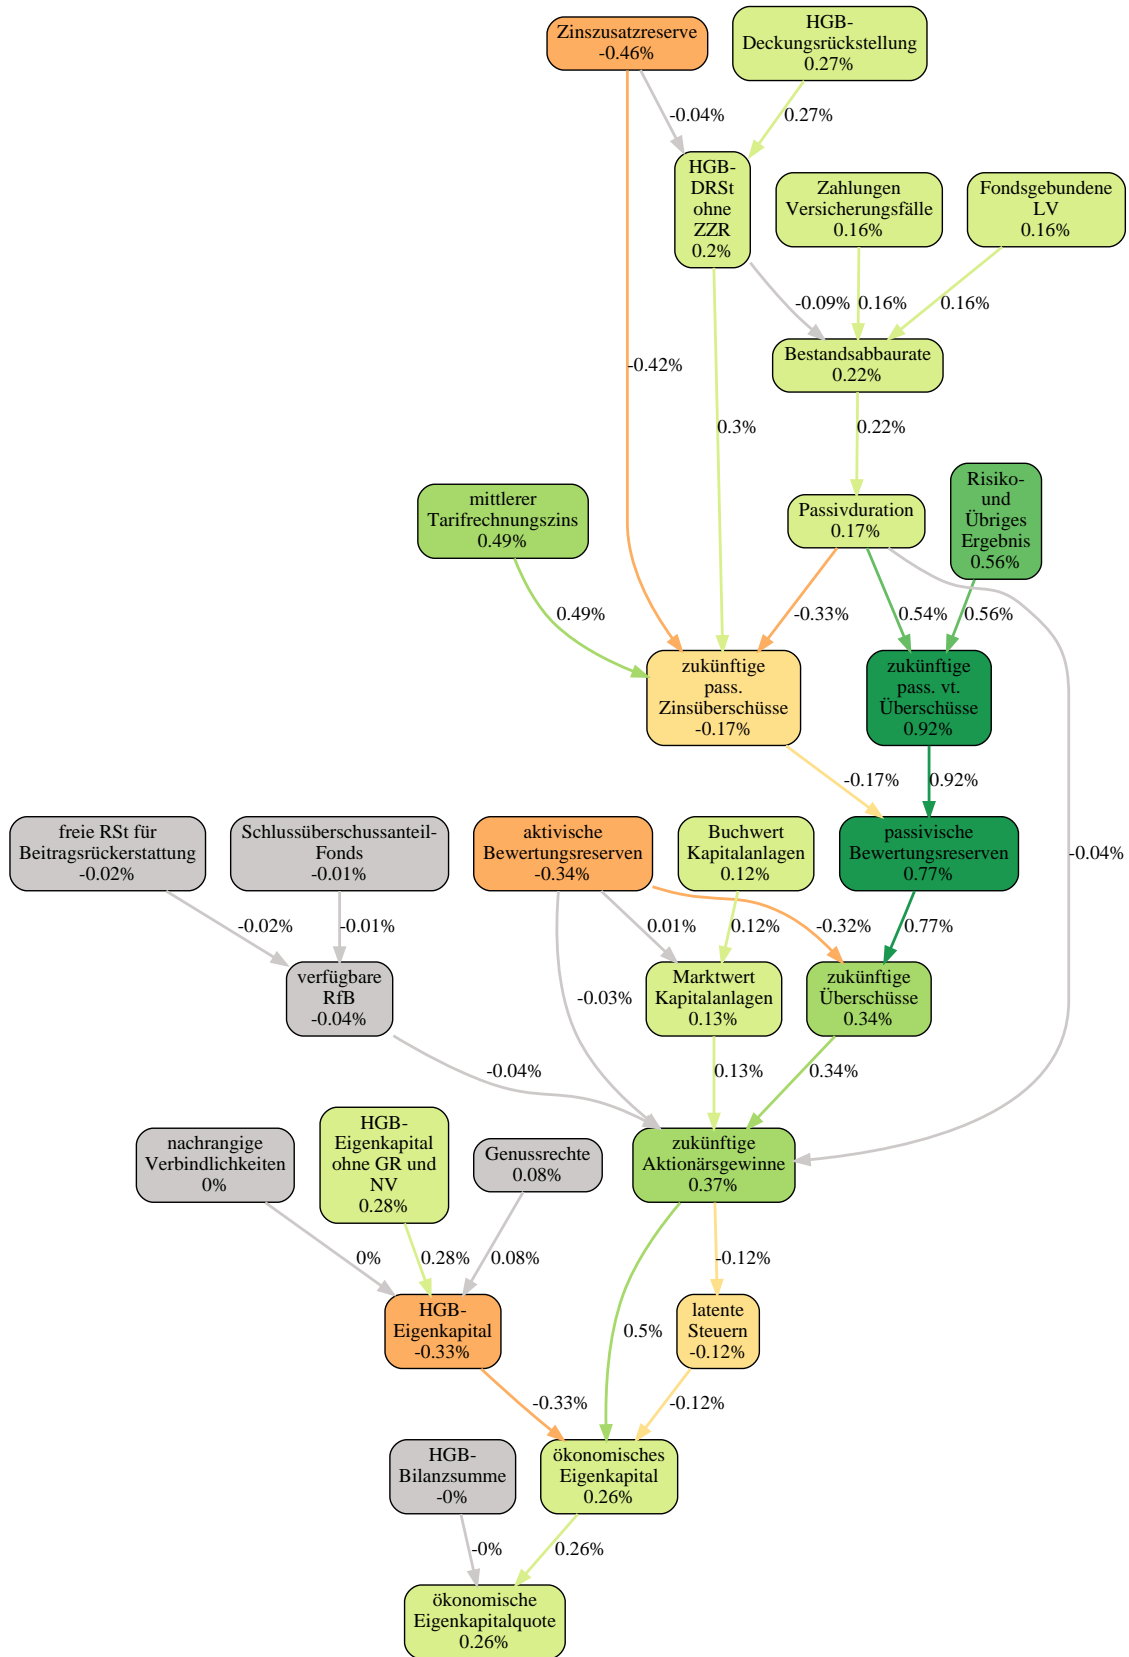 Zinszusatzreserve
-0.46%
HGB-
Deckungsrückstellung
0.27%
-0.04%
0.27%
HGB-
DRSt
ohne
ZZR
0.2%
Zahlungen
Versicherungsfälle
0.16%
Fondsgebundene
LV
0.16%
-0.09%
0.16%
0.16%
Bestandsabbaurate
0.22%
-0.42%
0.3%
0.22%
mittlerer
Tarifrechnungszins
0.49%
Passivduration
0.17%
Risiko-
und
Übriges
Ergebnis
0.56%
0.49%
-0.33%
0.54%
0.56%
zukünftige
pass.
Zinsüberschüsse
-0.17%
zukünftige
pass. vt.
Überschüsse
0.92%
-0.17%
0.92%
freie RSt für
Beitragsrückerstattung
-0.02%
Schlussüberschussanteil-
Fonds
-0.01%
aktivische
Bewertungsreserven
-0.34%
Buchwert
Kapitalanlagen
0.12%
passivische
Bewertungsreserven
0.77%
-0.04%
-0.02%
-0.01%
0.01%
0.12%
-0.32%
0.77%
verfügbare
RfB
-0.04%
-0.03%
Marktwert
Kapitalanlagen
0.13%
zukünftige
Überschüsse
0.34%
-0.04%
0.13%
0.34%
nachrangige
Verbindlichkeiten
0%
HGB-
Eigenkapital
ohne GR und
NV
0.28%
Genussrechte
0.08%
zukünftige
Aktionärsgewinne
0.37%
0%
0.28%
0.08%
-0.12%
HGB-
Eigenkapital
-0.33%
0.5%
latente
Steuern
-0.12%
-0.33%
-0.12%
HGB-
Bilanzsumme
-0%
ökonomisches
Eigenkapital
0.26%
-0%
0.26%
ökonomische
Eigenkapitalquote
0.26%